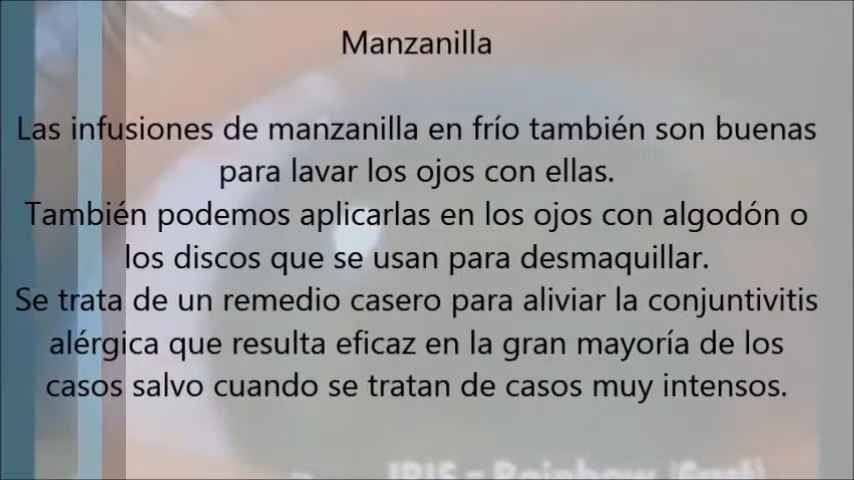 Manzanilla
Las infusiones de manzanilla en frío también son buenas
para lavar los ojos con ellas.
También podemos aplicarlas en los ojos con algodón o
los discos que se usan para desmaquillar.
Se trata de un remedio casero para aliviar la conjuntivitis
alérgica que resulta eficaz en la gran mayoría de los
casos salvo cuando se tratan de casos muy intensos.
IRIS = Rainbow